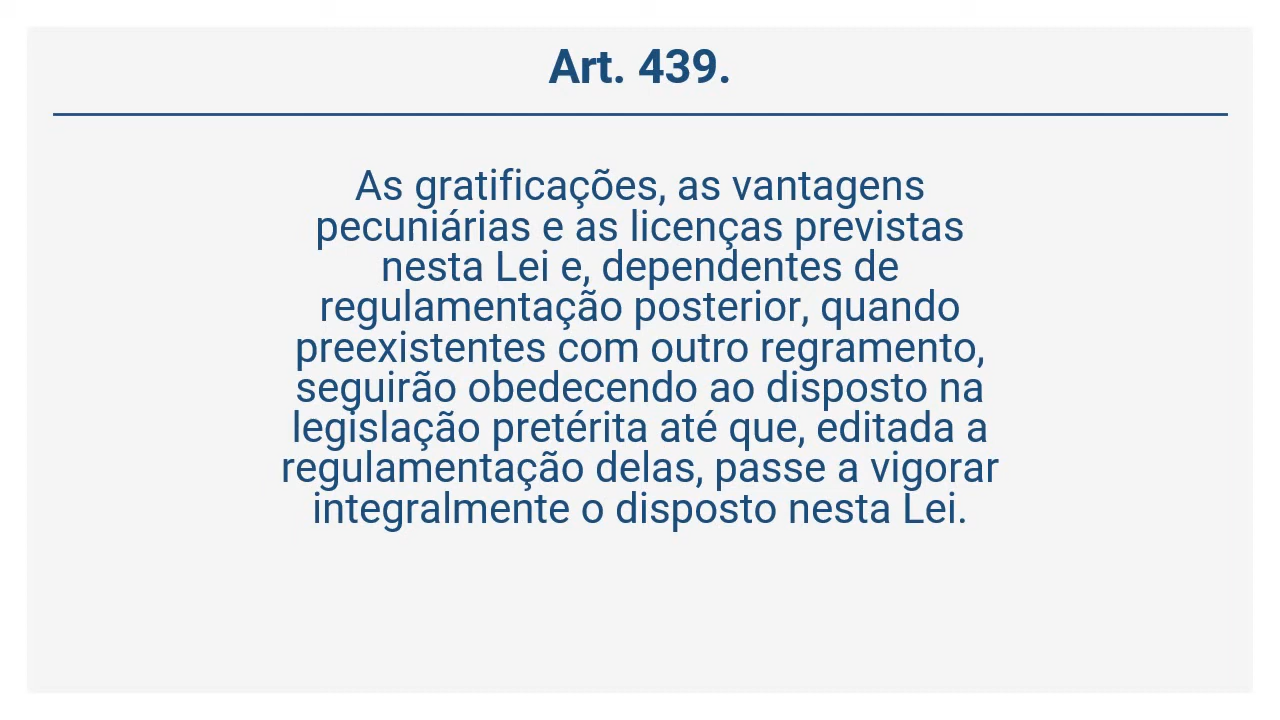 Art. 439.
As gratificações, as vantagens
pecuniárias e as licenças previstas
nesta Lei e, dependentes de
regulamentação posterior, quando
preexistentes com outro regramento,
seguirão obedecendo ao disposto na
legislação pretérita até que, editada a
regulamentação delas, passe a vigorar
integralmente o disposto nesta Lei.